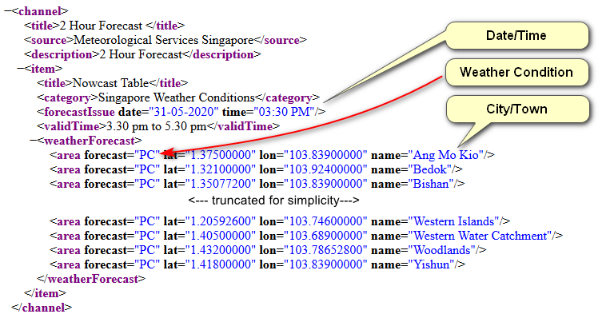 −<channel>
<title>2 Hour Forecast </title>
<source>Meteorological Services Singapore</source>
<description>2 Hour Forecast</description>
−<item>
<title>Nowcast Table</title>
<category>Singapore Weather Conditions</category>
<forecastIssue date="31-05-2020" time="03:30 PM"/>
<validTime>3.30 pm to 5.30 pm</validTime>
−<weatherForecast>
<area forecast="PC" lat="1.37500000" lon="103.83900000" name="Ang Mo Kio"/>
<area forecast="PC" lat="1.32100000" lon="103.92400000" name="Bedok"/>
<area forecast="PC" lat="1.35077200" lon="103.83900000" name="Bishan"/>
<--- truncated for simplicity--->
<area forecast="PC" lat="1.20592600" lon="103.74600000" name="Western Islands"/>
<area forecast="PC" lat="1.40500000" lon="103.68900000" name="Western Water Catchment"/>
<area forecast="PC" lat="1.43200000" lon="103.78652800" name="Woodlands"/>
<area forecast="PC" lat="1.41800000" lon="103.83900000" name="Yishun"/>
</weatherForecast>
</item>
</channel>
Date/Time
Weather Condition
City/Town